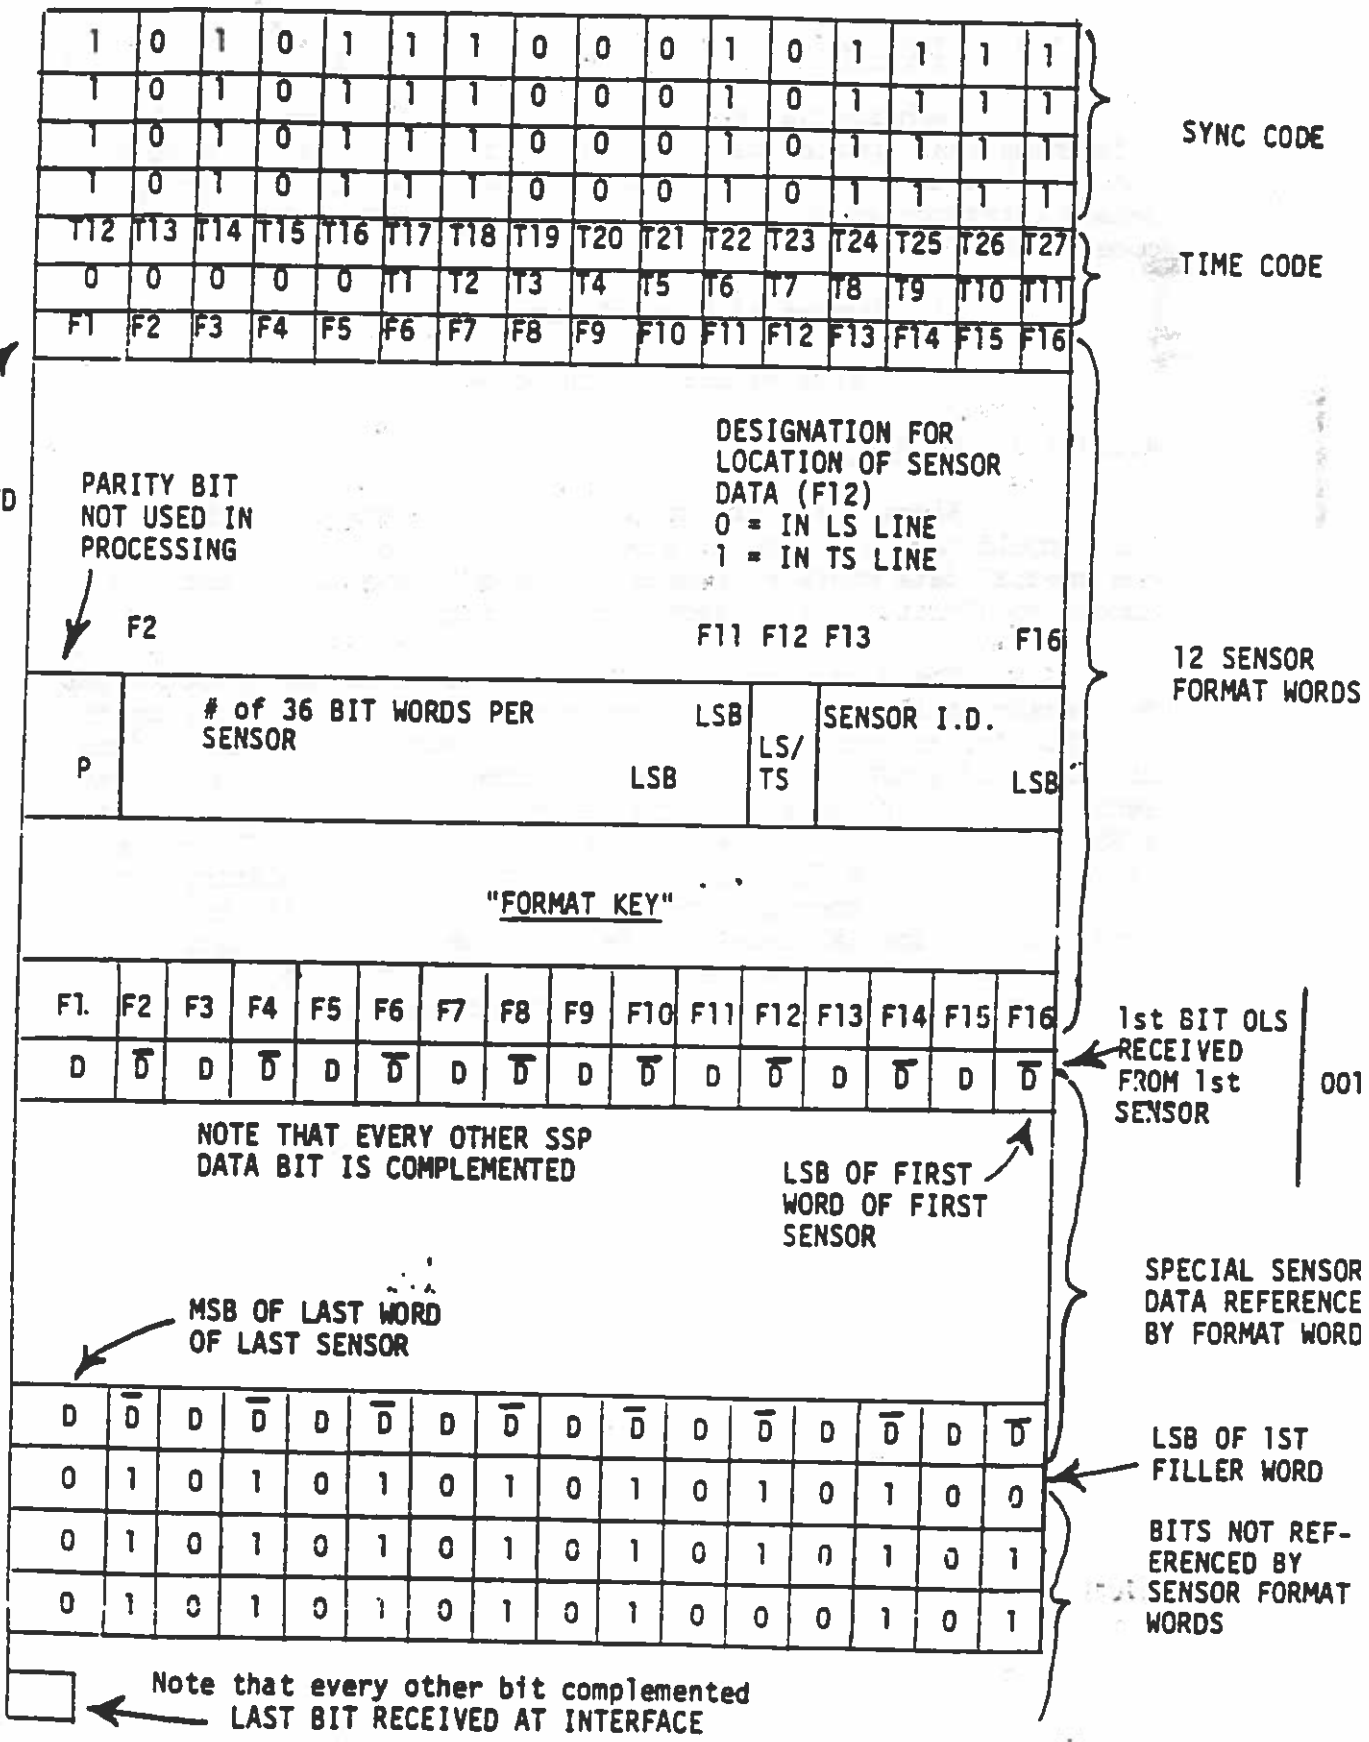 1 0 1 0 1 1 1 0 0 0 1 0 1 1 1 1
1 0 1 0 1 1 1 0 0 0 1 0 1 1 1 1
1 0 1 0 1 1 1 0 0 0 1 0 1 1 1 1
1 0 1 0 1 1 1 0 0 0 1 0 1 1 1 1
SYNC CODE
T12 T13 T14 T15 T16 T17 T18 T19 T20 T21 T22 T23 T24 T25 T26 T27
0 0 0 0 0 T1 T2 T3 T4 T5 T6 T7 T8 T9 T10 T11
TIME CODE
F1 F2 F3 F4 F5 F6 F7 F8 F9 F10 F11 F12 F13 F14 F15 F16
DESIGNATION FOR
LOCATION OF SENSOR
DATA (F12)
0 = IN LS LINE
1 = IN TS LINE
D
PARITY BIT
NOT USED IN
PROCESSING
F2 F11 F12 F13 F16
12 SENSOR
FORMAT WORDS
P
# of 36 BIT WORDS PER
SENSOR
LSB
LSB
LS/
TS
SENSOR I.D.
LSB
"FORMAT KEY"
F1. F2 F3 F4 F5 F6 F7 F8 F9 F10 F11 F12 F13 F14 F15 F16
D D̅ D D̅ D D̅ D D̅ D D̅ D D̅ D D̅ D D̅
1st BIT OLS
RECEIVED
FROM 1st
SENSOR
001
NOTE THAT EVERY OTHER SSP
DATA BIT IS COMPLEMENTED
LSB OF FIRST
WORD OF FIRST
SENSOR
SPECIAL SENSOR
DATA REFERENCE
BY FORMAT WORD
MSB OF LAST WORD
OF LAST SENSOR
D D̅ D D̅ D D̅ D D̅ D D̅ D D̅ D D̅ D D̅
0 1 0 1 0 1 0 1 0 1 0 1 0 1 0 0
LSB OF 1ST
FILLER WORD
0 1 0 1 0 1 0 1 0 1 0 1 0 1 0 1
0 1 0 1 0 1 0 1 0 1 0 0 0 1 0 1
BITS NOT REF-
ERENCED BY
SENSOR FORMAT
WORDS
Note that every other bit complemented
LAST BIT RECEIVED AT INTERFACE